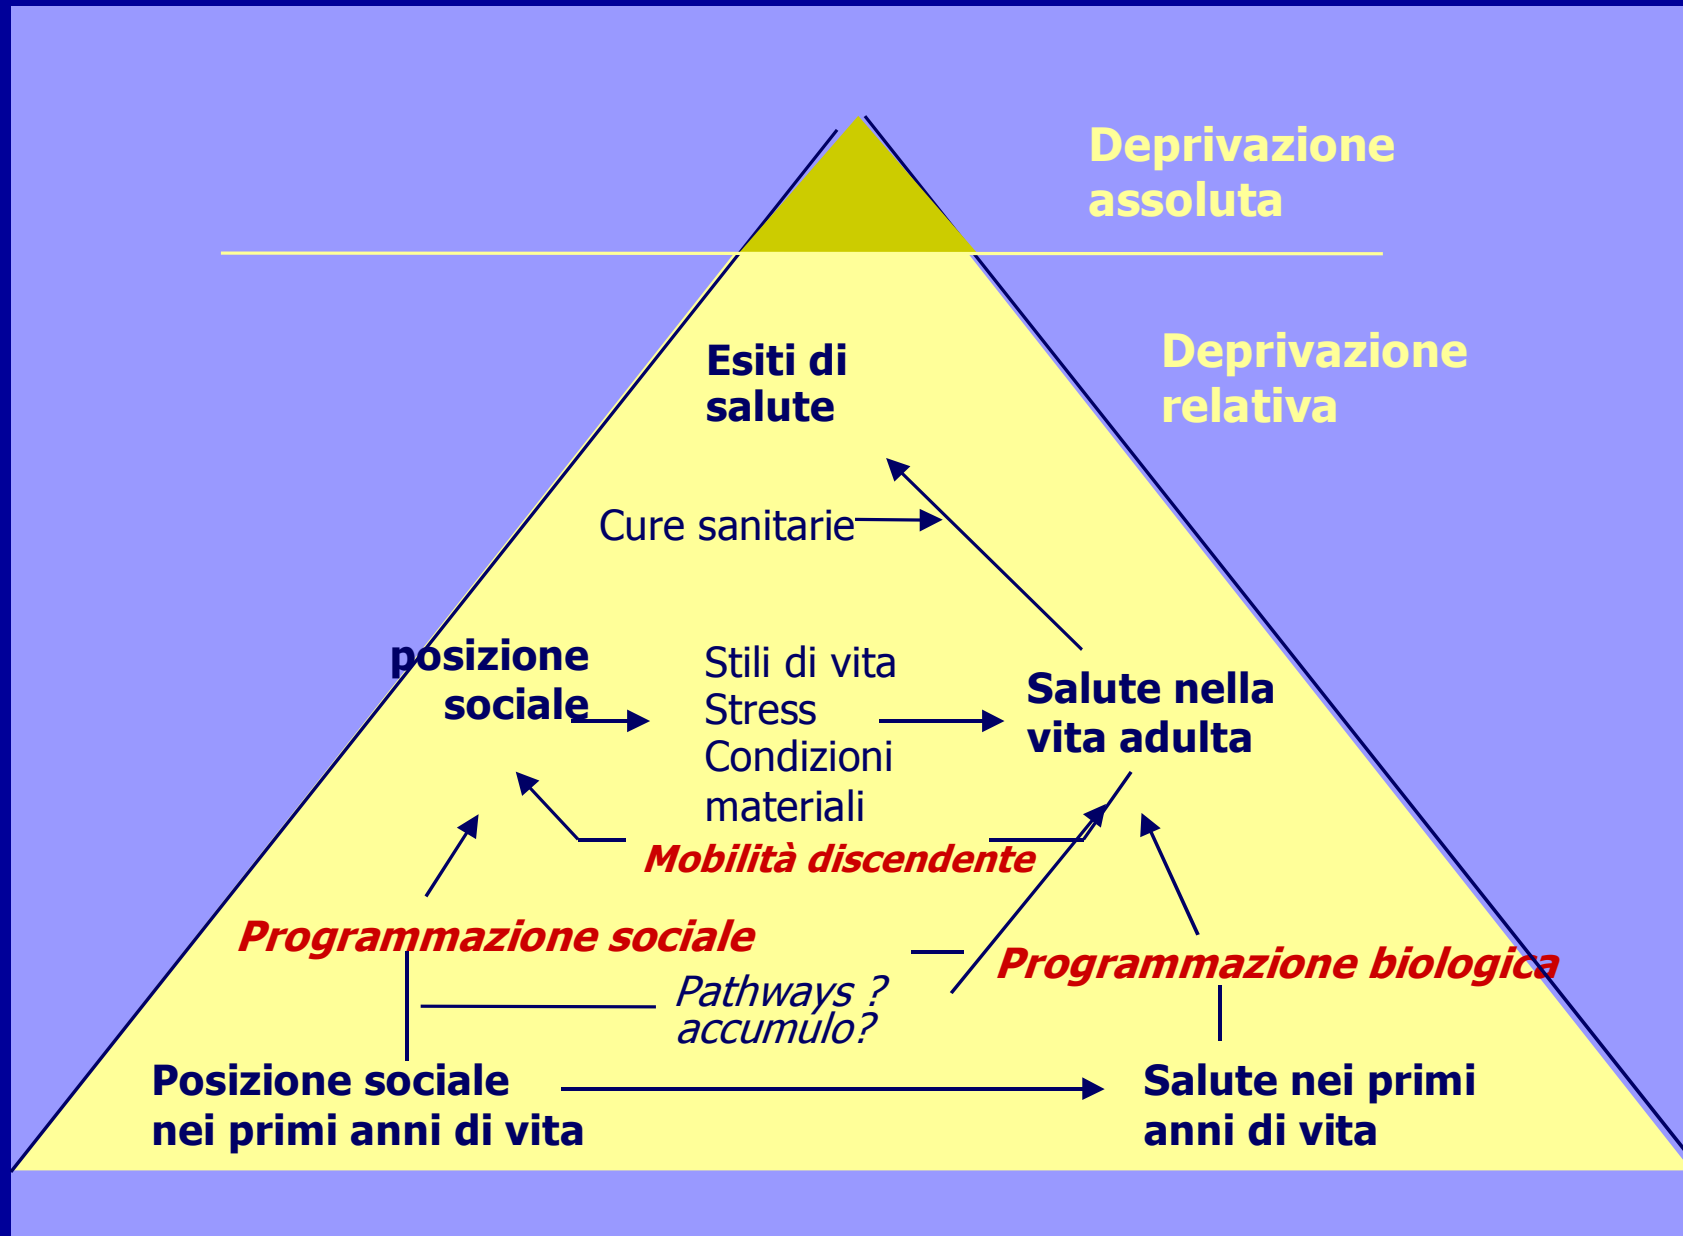 Deprivazione
assoluta
Deprivazione
relativa
Esiti di
salute
Cure sanitarie
posizione
sociale
Stili di vita
Stress
Condizioni
materiali
Salute nella
vita adulta
Mobilità discendente
Programmazione sociale
Programmazione biologica
Pathways ?
accumulo?
Posizione sociale
nei primi anni di vita
Salute nei primi
anni di vita